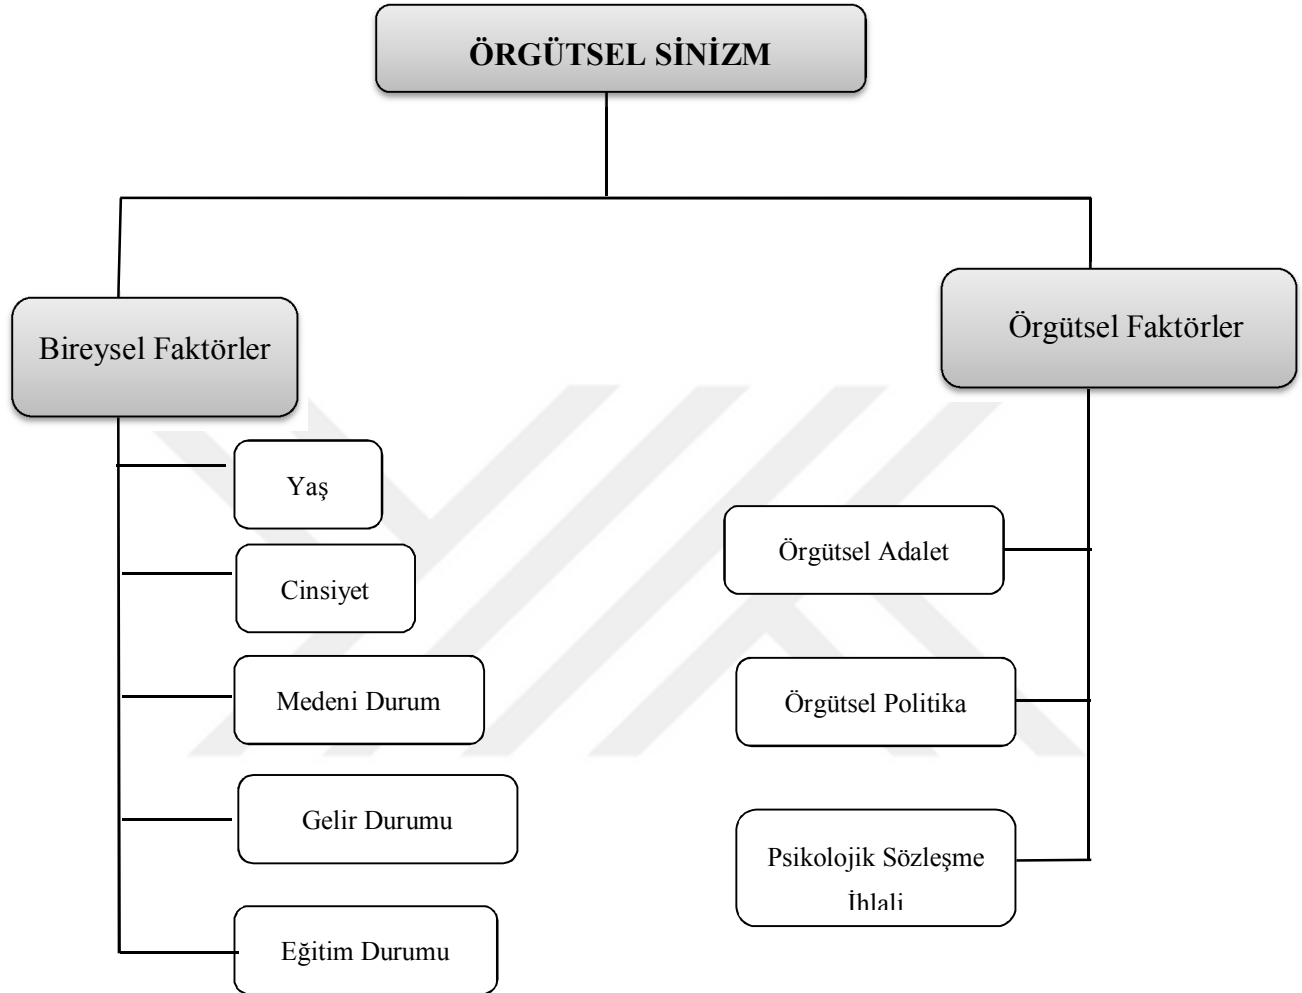 ÖRGÜTSEL SİNİZM
Bireysel Faktörler
Yaş
Cinsiyet
Medeni Durum
Gelir Durumu
Eğitim Durumu
Örgütsel Faktörler
Örgütsel Adalet
Örgütsel Politika
Psikolojik Sözleşme
İhlali